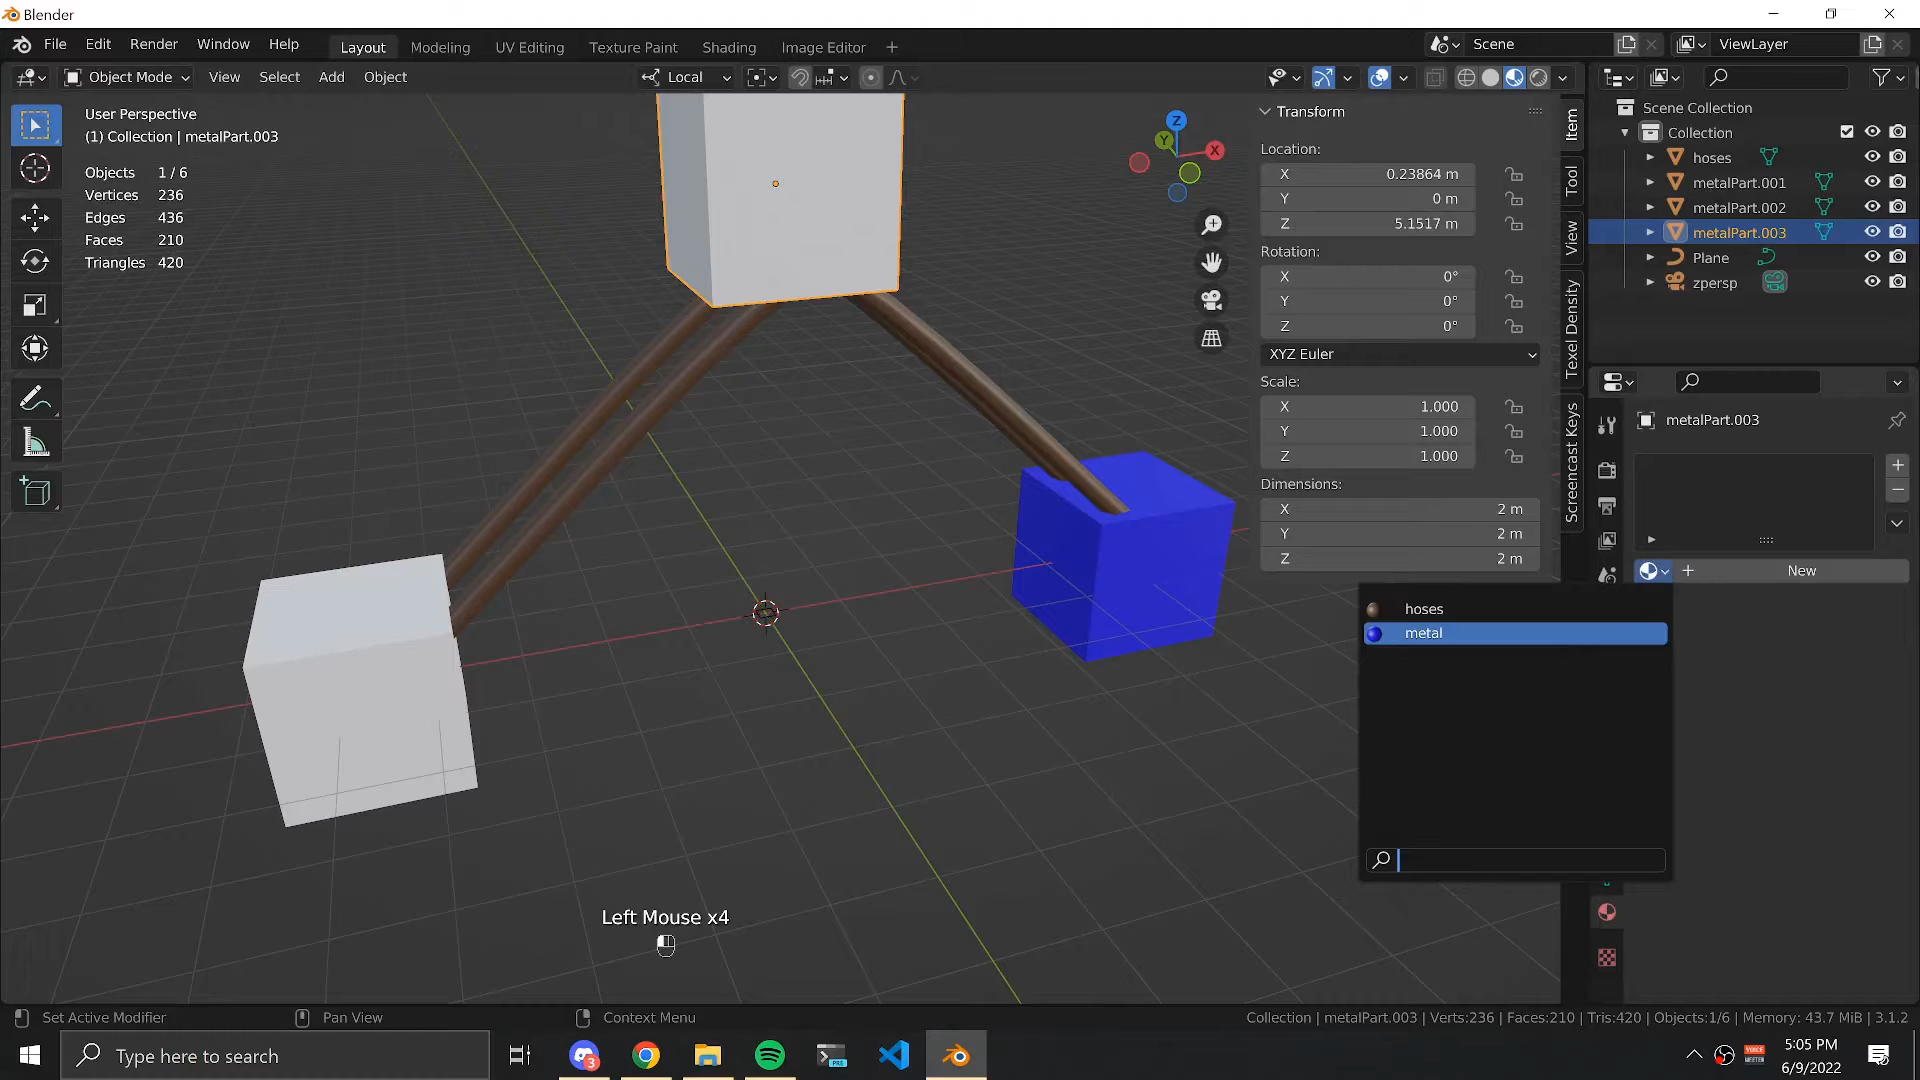 Blender
File Edit Render Window Help Layout Modeling UV Editing Texture Paint Shading Animation Image Editor + Scene ViewLayer
Object Mode View Select Add Object Local
User Perspective
(1) Collection | metalPart.003
Objects 1 / 6
Vertices 236
Edges 436
Faces 210
Triangles 420
Z
Y
X
Transform
Location:
X 0.23864 m
Y 0 m
Z 5.1517 m
Rotation:
X 0°
Y 0°
Z 0°
XYZ Euler
Scale:
X 1.000
Y 1.000
Z 1.000
Dimensions:
X 2 m
Y 2 m
Z 2 m
Item
Tool
View
Texel Density
Screencast Keys
Scene Collection
Collection
hoses
metalPart.001
metalPart.002
metalPart.003
Plane
zpersp
metalPart.003
+
−
+ New
hoses
metal
Left Mouse x4
Set Active Modifier Pan View Context Menu Collection | metalPart.003 | Verts:236 | Faces:210 | Tris:420 | Objects:1/6 | Memory: 43.7 MiB | 3.1.2
Type here to search
3
PRE
5:05 PM
6/9/2022